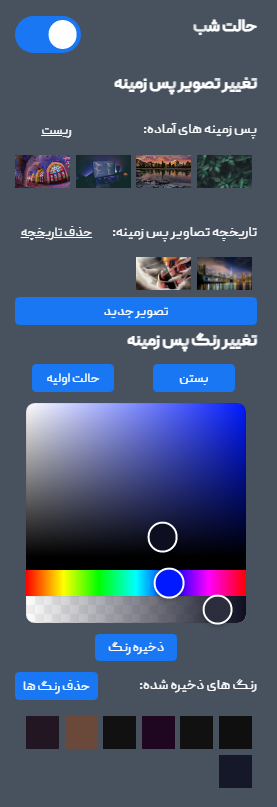 حالت شب
تغییر تصویر پس زمینه
پس زمینه های آماده: ریست
تاریخچه تصاویر پس زمینه: حذف تاریخچه
تصویر جدید
تغییر رنگ پس زمینه
بستن حالت اولیه
ذخیره رنگ
رنگ های ذخیره شده: حذف رنگ ها